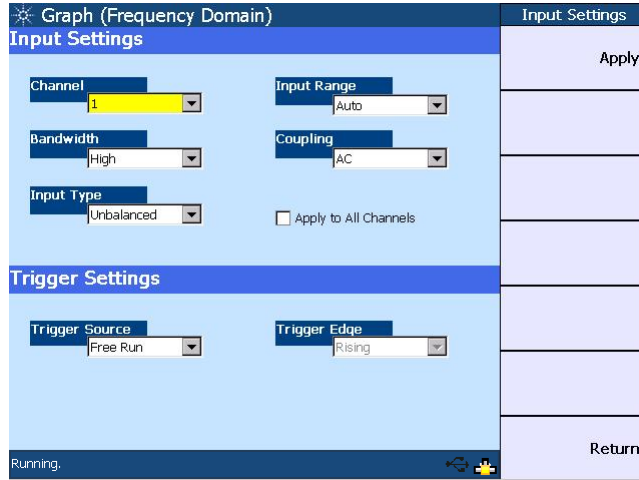 Graph (Frequency Domain)
Input Settings
Input Settings
Apply
Channel
1
Input Range
Auto
Bandwidth
High
Coupling
AC
Input Type
Unbalanced
Apply to All Channels
Trigger Settings
Trigger Source
Free Run
Trigger Edge
Rising
Return
Running.